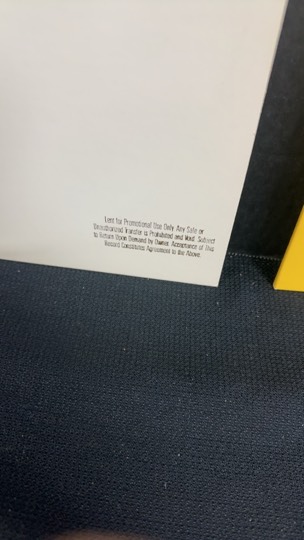 Lent for Promotional Use Only Any Sale or
Unauthorized Transfer is Prohibited and Void. Subject
to Return Upon Demand by Owner. Acceptance of this
Record Constitutes Agreement to the Above.